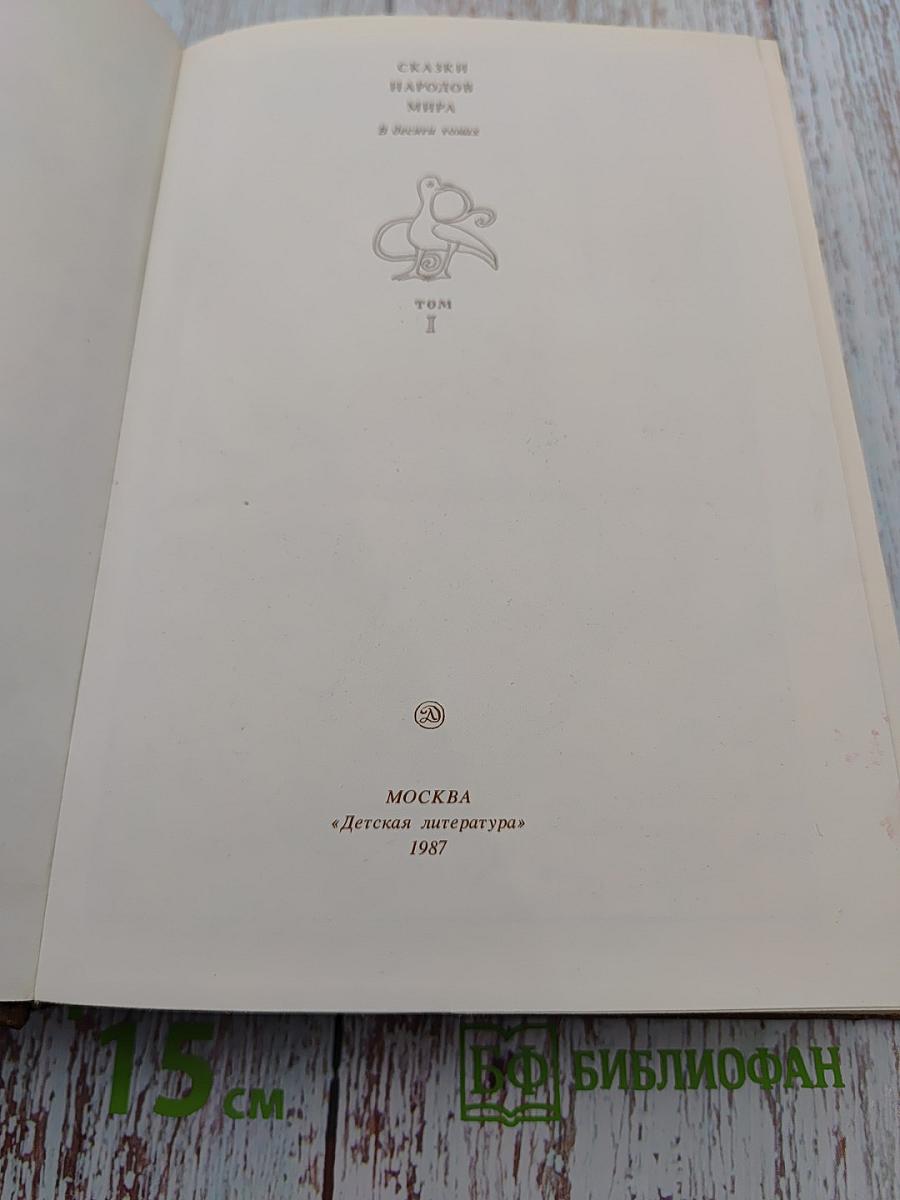 СКАЗКИ
НАРОДОВ
МИРА
В десяти томах
ТОМ
I
Д
МОСКВА
«Детская литература»
1987
15 см
БФ БИБЛИОФАН